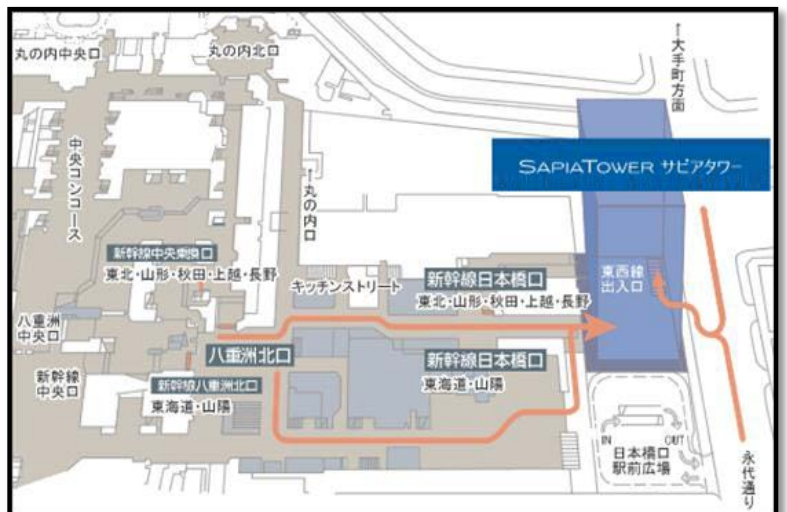 丸の内中央口
丸の内北口
↑大手町方面
SAPIATOWER サピアタワー
中央コンコース
↑丸の内口
新幹線中央乗換口
東北・山形・秋田・上越・長野
キッチンストリート
新幹線日本橋口
東北・山形・秋田・上越・長野
東西線
出入口
八重洲
中央口
八重洲北口
新幹線日本橋口
東海道・山陽
新幹線
中央口
新幹線八重洲北口
東海道・山陽
IN
OUT
日本橋口
駅前広場
永代通り